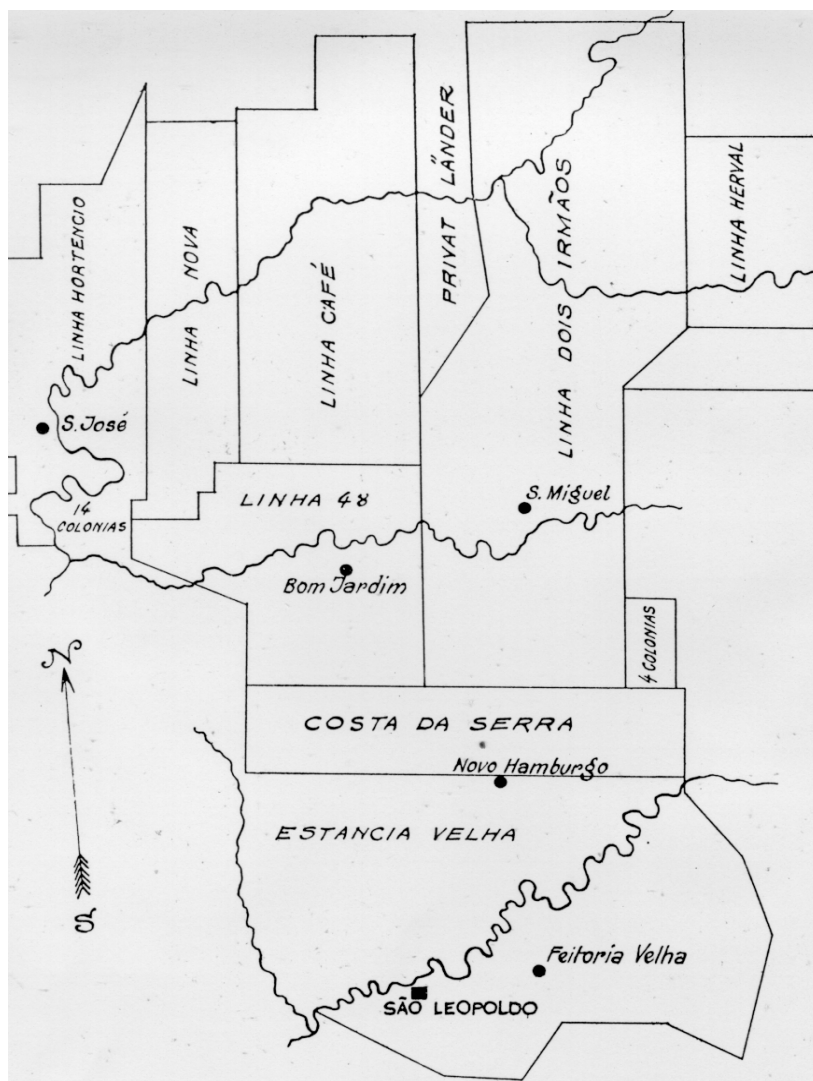 PRIVAT LÄNDER
LINHA HORTENCIO
LINHA NOVA
LINHA CAFÉ
LINHA DOIS IRMÃOS
LINHA HERVAL
S. José
14
COLONIAS
LINHA 48
S. Miguel
Bom Jardim
4 COLONIAS
N
COSTA DA SERRA
Novo Hamburgo
ESTANCIA VELHA
S
Feitoria Velha
SÃO LEOPOLDO